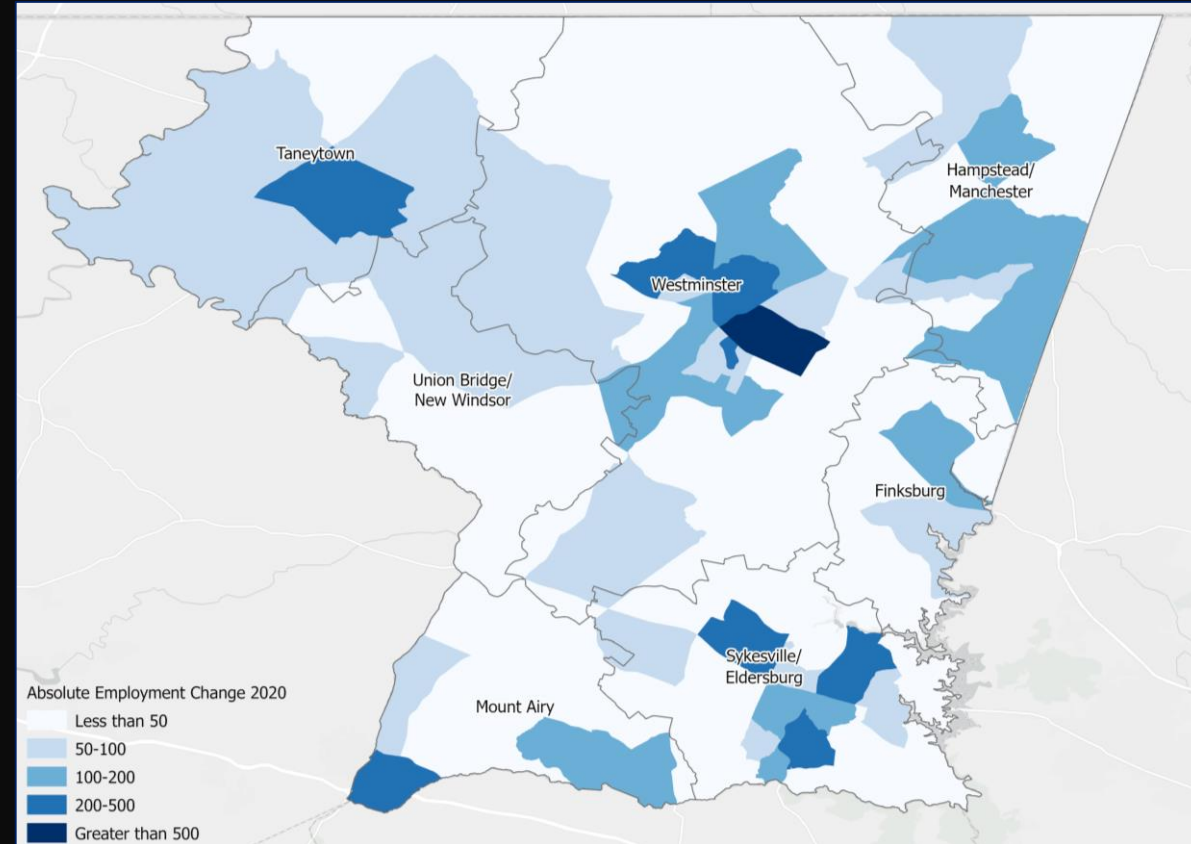 Taneytown
Hampstead/
Manchester
Westminster
Union Bridge/
New Windsor
Finksburg
Sykesville/
Eldersburg
Mount Airy
Absolute Employment Change 2020
Less than 50
50-100
100-200
200-500
Greater than 500